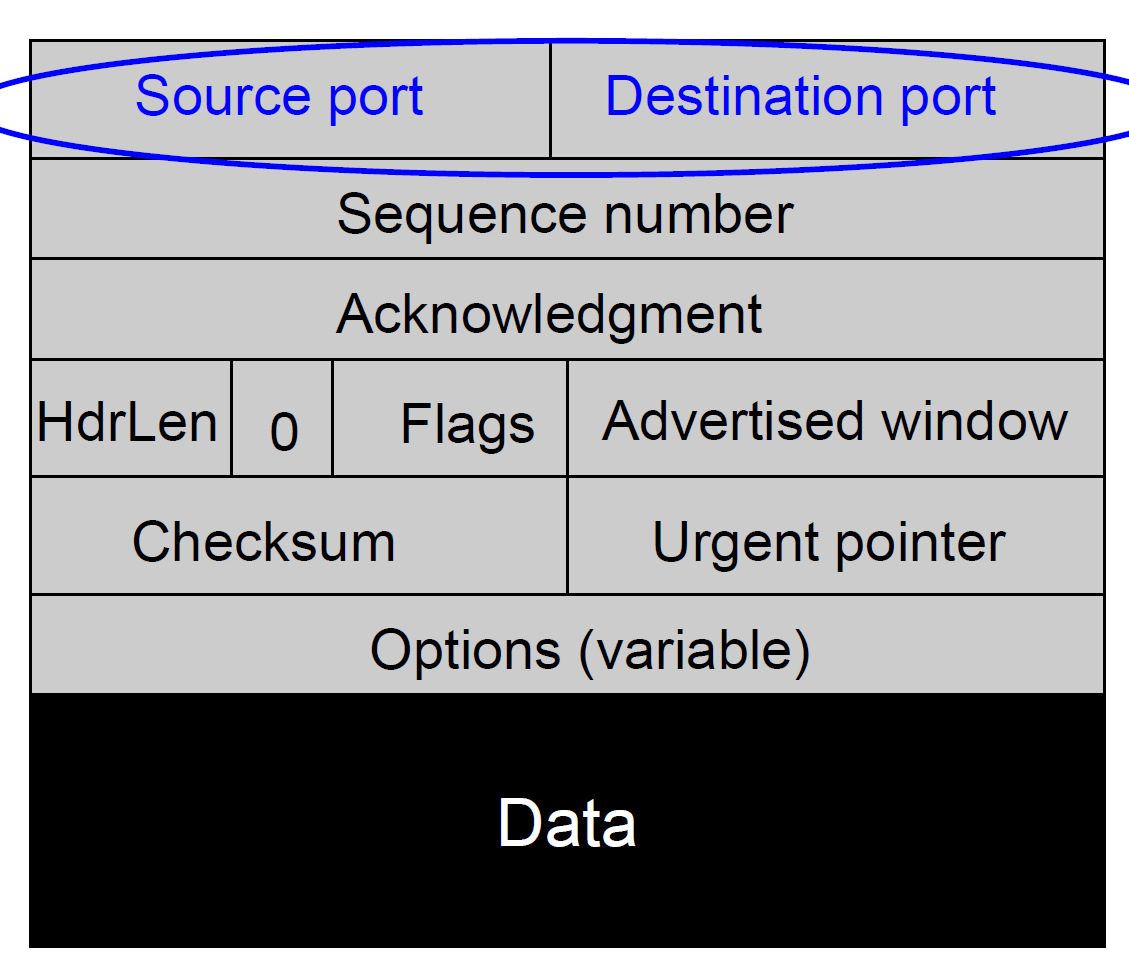 Source port Destination port
Sequence number
Acknowledgment
HdrLen 0 Flags Advertised window
Checksum Urgent pointer
Options (variable)
Data